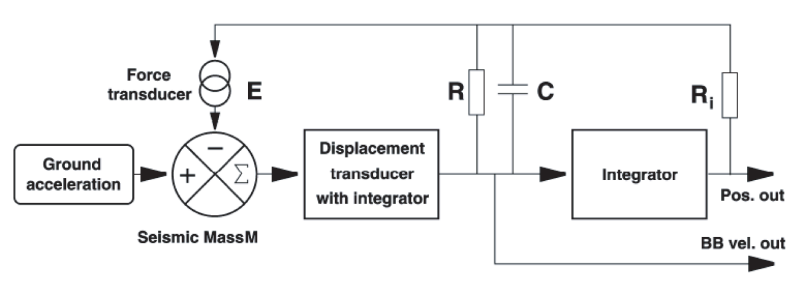 Force
transducer
E
R
C
Rᵢ
Ground
acceleration
+
−
Σ
Displacement
transducer
with integrator
Integrator
Pos. out
Seismic MassM
BB vel. out